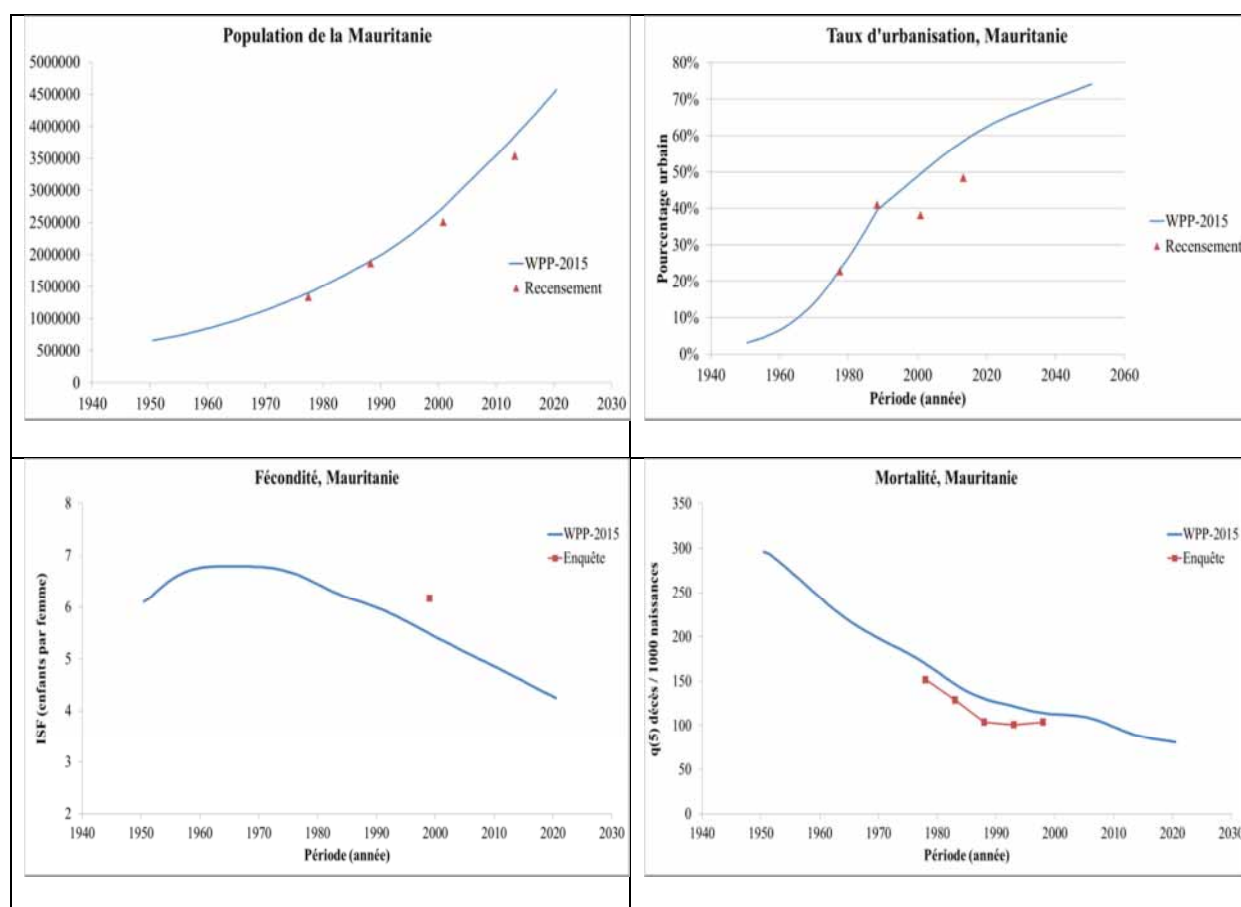 Population de la Mauritanie
5000000
4500000
4000000
3500000
3000000
2500000
2000000
1500000
1000000
500000
0
1940 1950 1960 1970 1980 1990 2000 2010 2020 2030
WPP-2015
Recensement
Taux d'urbanisation, Mauritanie
Pourcentage urbain
80%
70%
60%
50%
40%
30%
20%
10%
0%
1940 1960 1980 2000 2020 2040 2060
Période (année)
WPP-2015
Recensement
Fécondité, Mauritanie
ISF (enfants par femme)
8
7
6
5
4
3
2
1940 1950 1960 1970 1980 1990 2000 2010 2020 2030
Période (année)
WPP-2015
Enquête
Mortalité, Mauritanie
q(5) décès / 1000 naissances
350
300
250
200
150
100
50
0
1940 1950 1960 1970 1980 1990 2000 2010 2020 2030
Période (année)
WPP-2015
Enquête